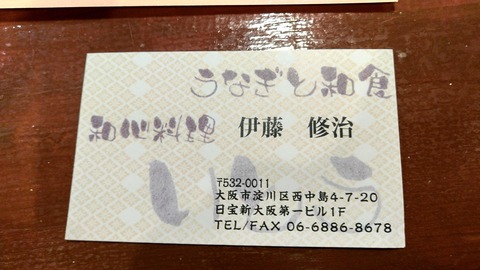 うなぎと和食
和心料理 伊藤 修治
〒532-0011
大阪市淀川区西中島4-7-20
日宝新大阪第一ビル1F
TEL/FAX 06-6886-8678